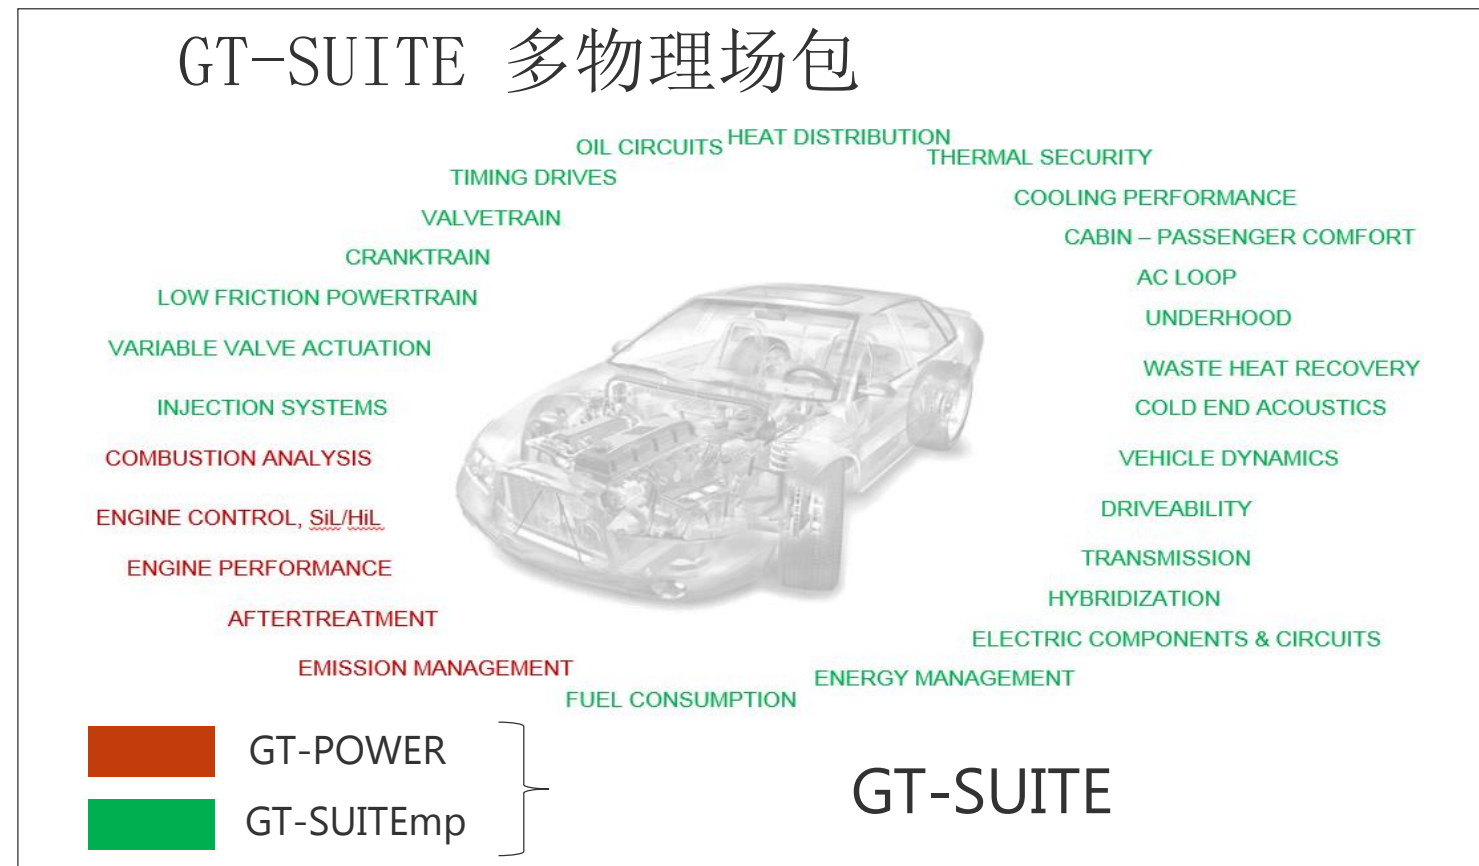 GT-SUITE 多物理场包
OIL CIRCUITS
HEAT DISTRIBUTION
THERMAL SECURITY
TIMING DRIVES
COOLING PERFORMANCE
VALVETRAIN
CABIN – PASSENGER COMFORT
CRANKTRAIN
AC LOOP
LOW FRICTION POWERTRAIN
UNDERHOOD
VARIABLE VALVE ACTUATION
WASTE HEAT RECOVERY
INJECTION SYSTEMS
COLD END ACOUSTICS
COMBUSTION ANALYSIS
VEHICLE DYNAMICS
ENGINE CONTROL, SiL/HiL
DRIVEABILITY
ENGINE PERFORMANCE
TRANSMISSION
HYBRIDIZATION
AFTERTREATMENT
ELECTRIC COMPONENTS & CIRCUITS
EMISSION MANAGEMENT
ENERGY MANAGEMENT
FUEL CONSUMPTION
GT-POWER
GT-SUITEmp
GT-SUITE